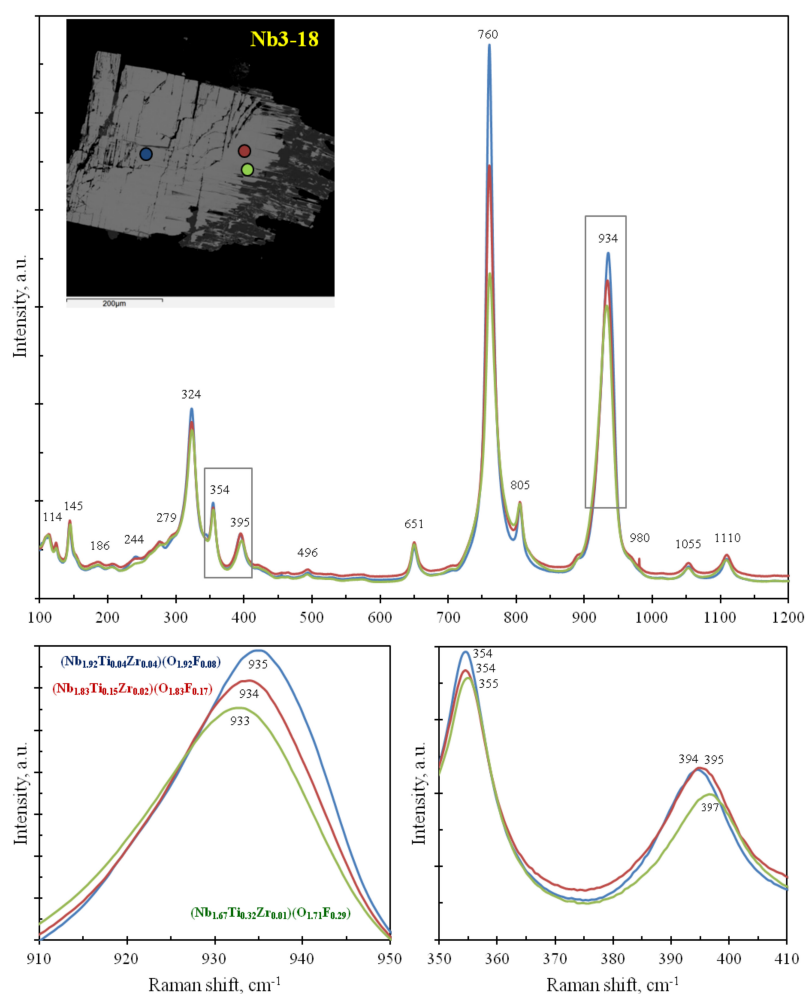 Nb3-18
200μm
Intensity, a.u.
114
145
186
244
279
324
354
395
496
651
760
805
934
980
1055
1110
100 200 300 400 500 600 700 800 900 1000 1100 1200
(Nb1.92Ti0.04Zr0.04)(O1.92F0.08)
(Nb1.83Ti0.15Zr0.02)(O1.83F0.17)
(Nb1.67Ti0.32Zr0.01)(O1.71F0.29)
935
934
933
Intensity, a.u.
910 920 930 940 950
Raman shift, cm-1
354
354
355
394 395
397
Intensity, a.u.
350 360 370 380 390 400 410
Raman shift, cm-1